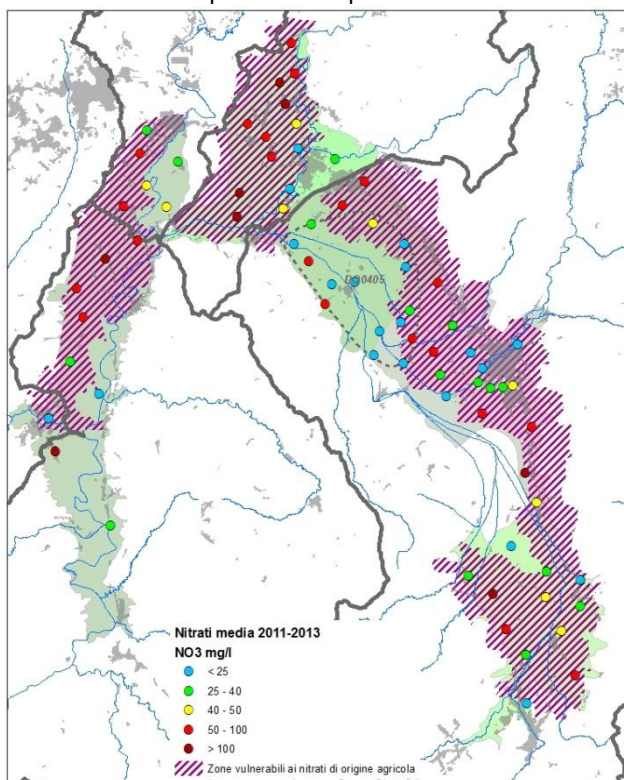 DQ0405
Nitrati media 2011-2013
NO3 mg/l
< 25
25 - 40
40 - 50
50 - 100
> 100
Zone vulnerabili ai nitrati di origine agricola